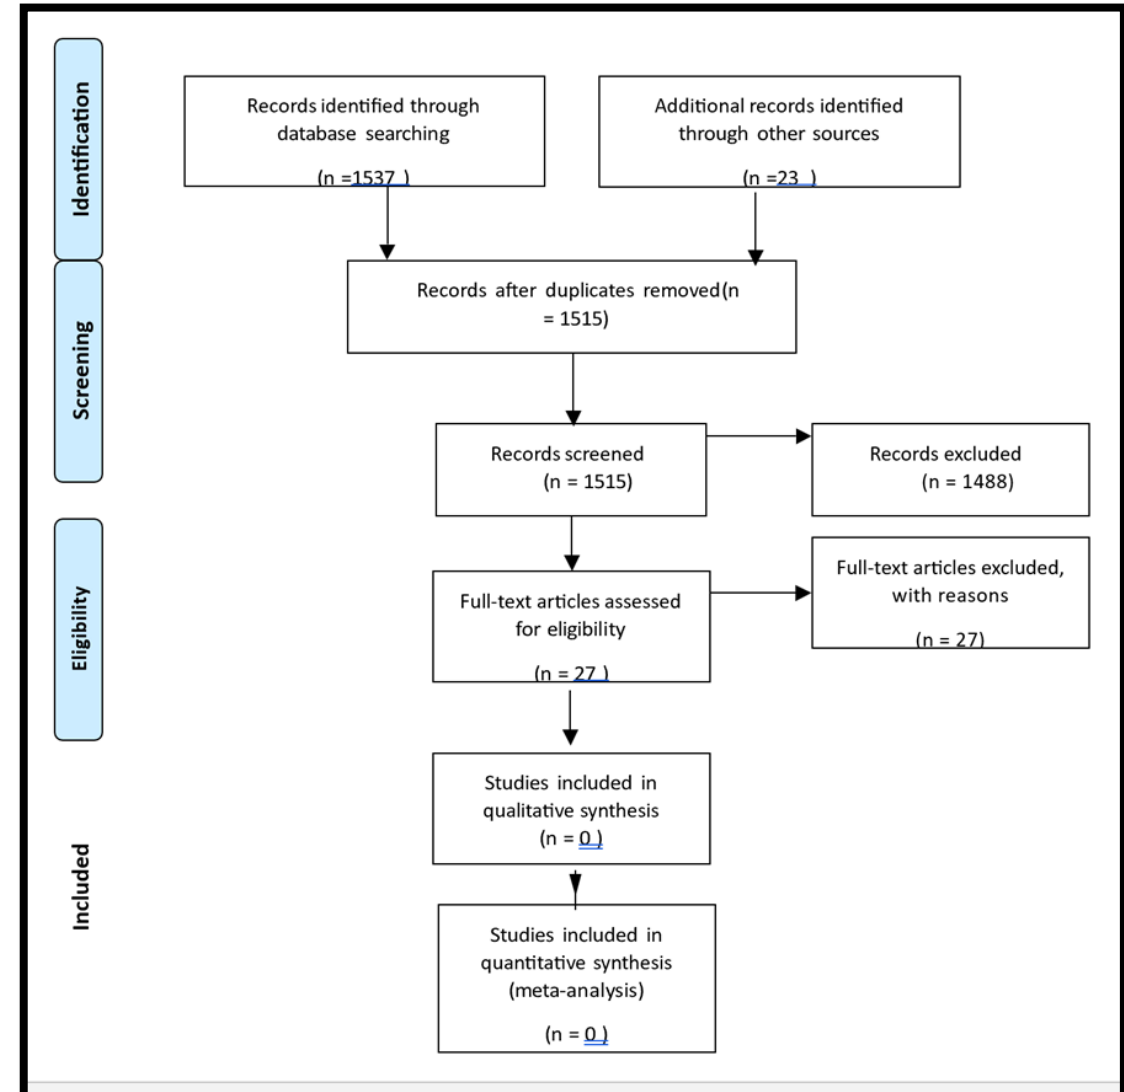 Identification
Records identified through
database searching
(n =1537 )
Additional records identified
through other sources
(n =23 )
Screening
Records after duplicates removed(n
= 1515)
Records screened
(n = 1515)
Records excluded
(n = 1488)
Eligibility
Full-text articles assessed
for eligibility
(n = 27 )
Full-text articles excluded,
with reasons
(n = 27)
Included
Studies included in
qualitative synthesis
(n = 0 )
Studies included in
quantitative synthesis
(meta-analysis)
(n = 0 )